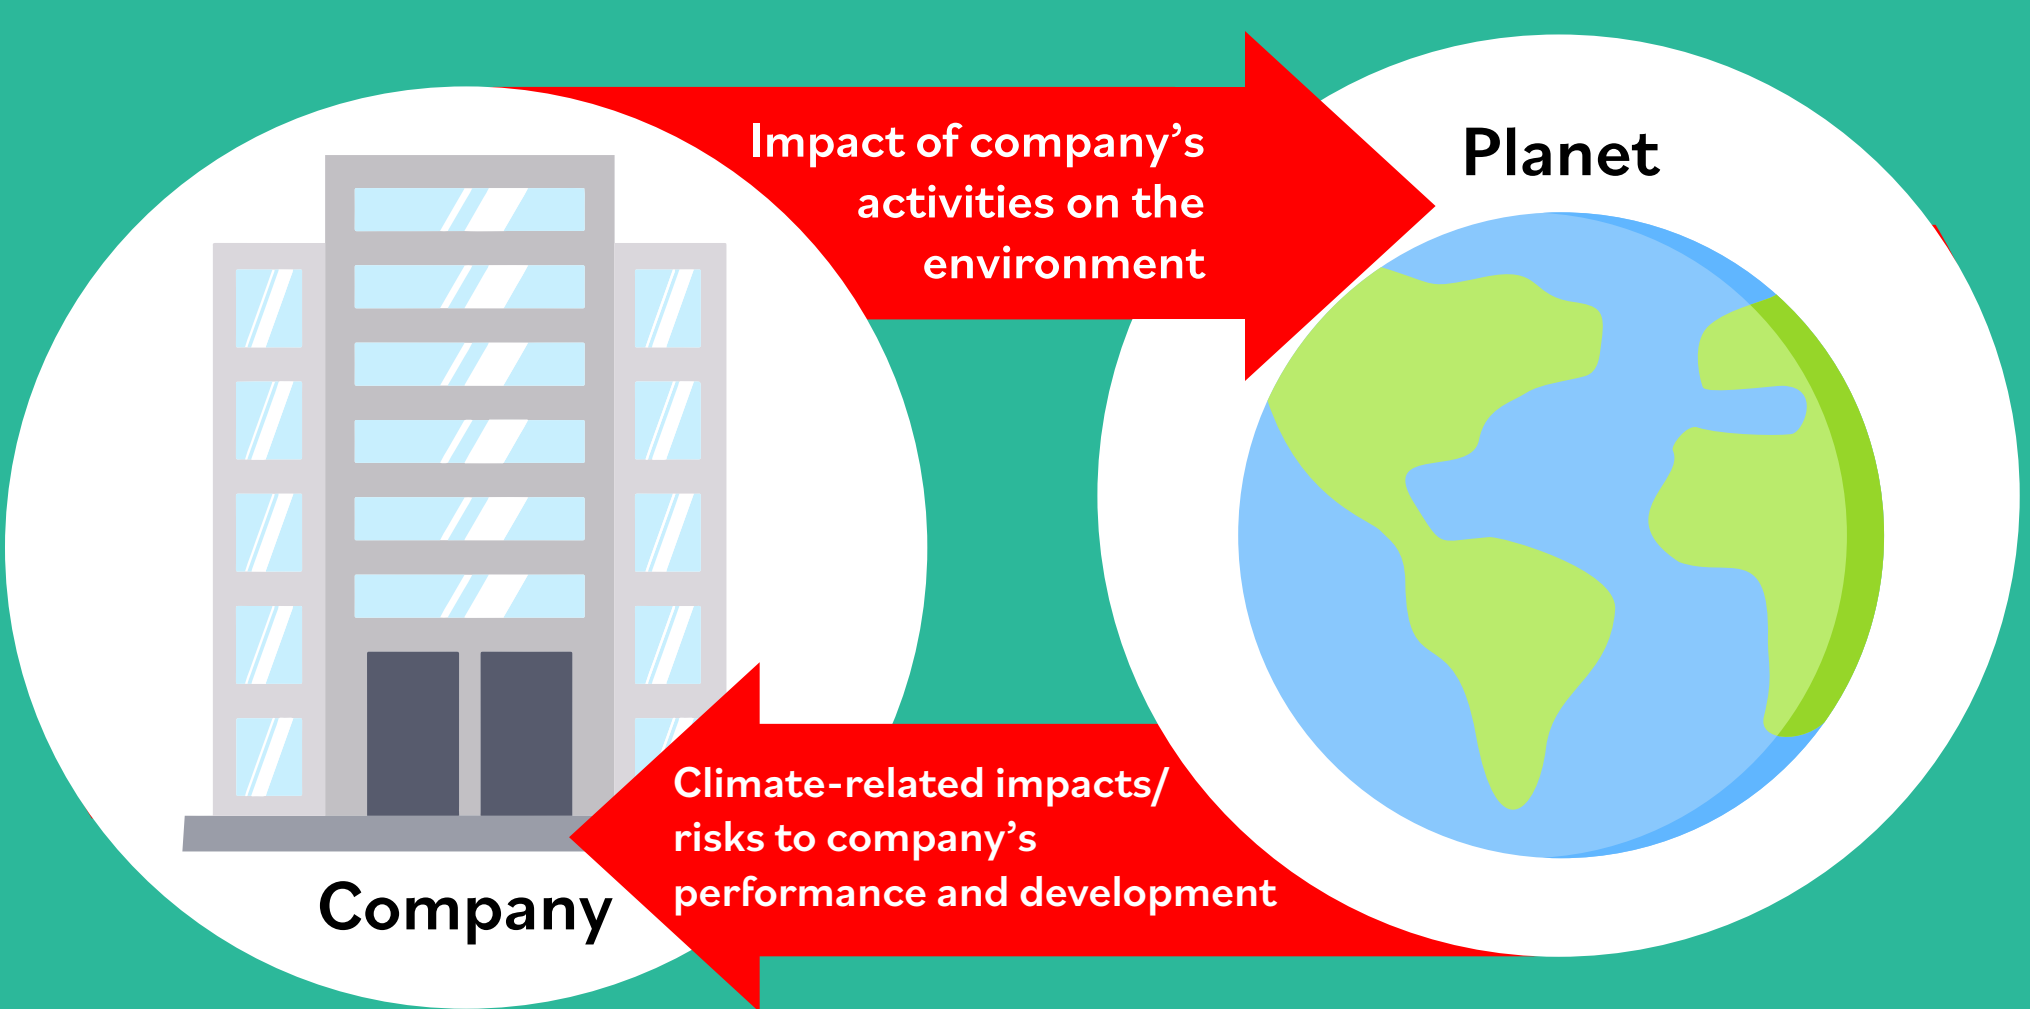 Impact of company’s
activities on the
environment
Planet
Climate-related impacts/
risks to company’s
performance and development
Company